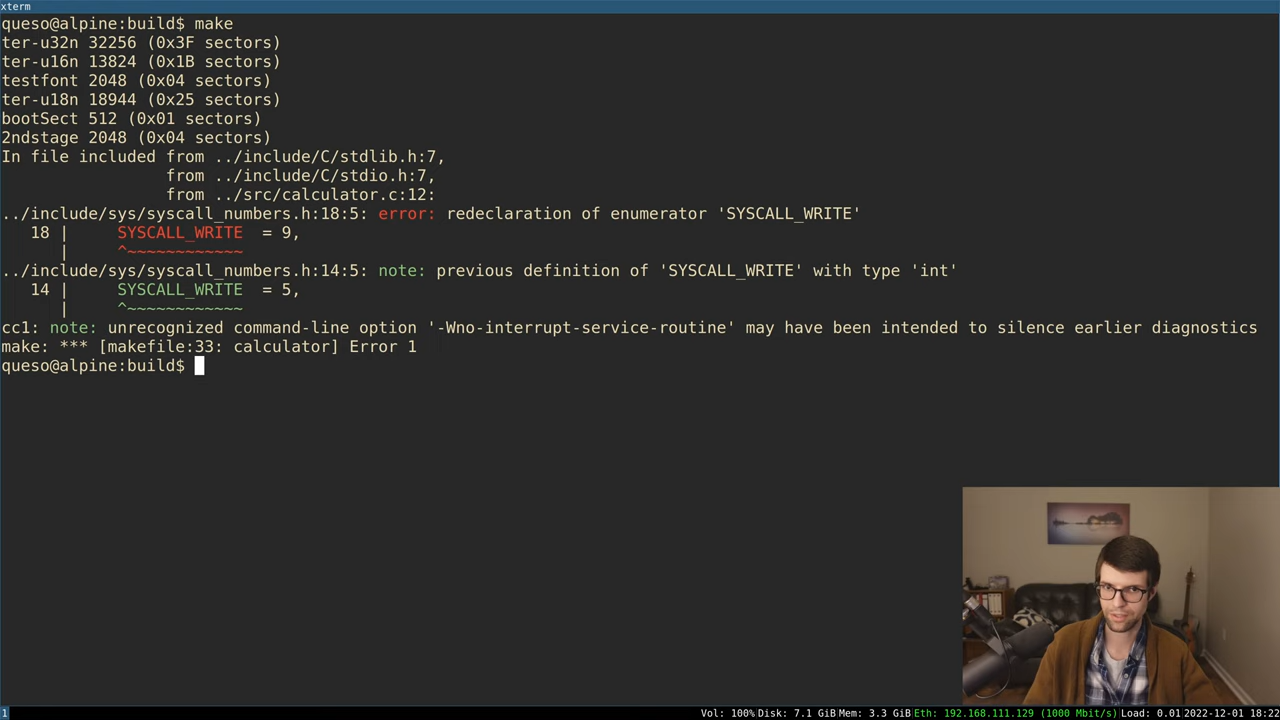 xterm
queso@alpine:build$ make
ter-u32n 32256 (0x3F sectors)
ter-u16n 13824 (0x1B sectors)
testfont 2048 (0x04 sectors)
ter-u18n 18944 (0x25 sectors)
bootSect 512 (0x01 sectors)
2ndstage 2048 (0x04 sectors)
In file included from ../include/C/stdlib.h:7,
                 from ../include/C/stdio.h:7,
                 from ../src/calculator.c:12:
../include/sys/syscall_numbers.h:18:5: error: redeclaration of enumerator 'SYSCALL_WRITE'
   18 |     SYSCALL_WRITE  = 9,
      |     ^~~~~~~~~~~~~
../include/sys/syscall_numbers.h:14:5: note: previous definition of 'SYSCALL_WRITE' with type 'int'
   14 |     SYSCALL_WRITE  = 5,
      |     ^~~~~~~~~~~~~
cc1: note: unrecognized command-line option '-Wno-interrupt-service-routine' may have been intended to silence earlier diagnostics
make: *** [makefile:33: calculator] Error 1
queso@alpine:build$
1 Vol: 100% Disk: 7.1 GiB Mem: 3.3 GiB Eth: 192.168.111.129 (1000 Mbit/s) Load: 0.01 2022-12-01 18:22